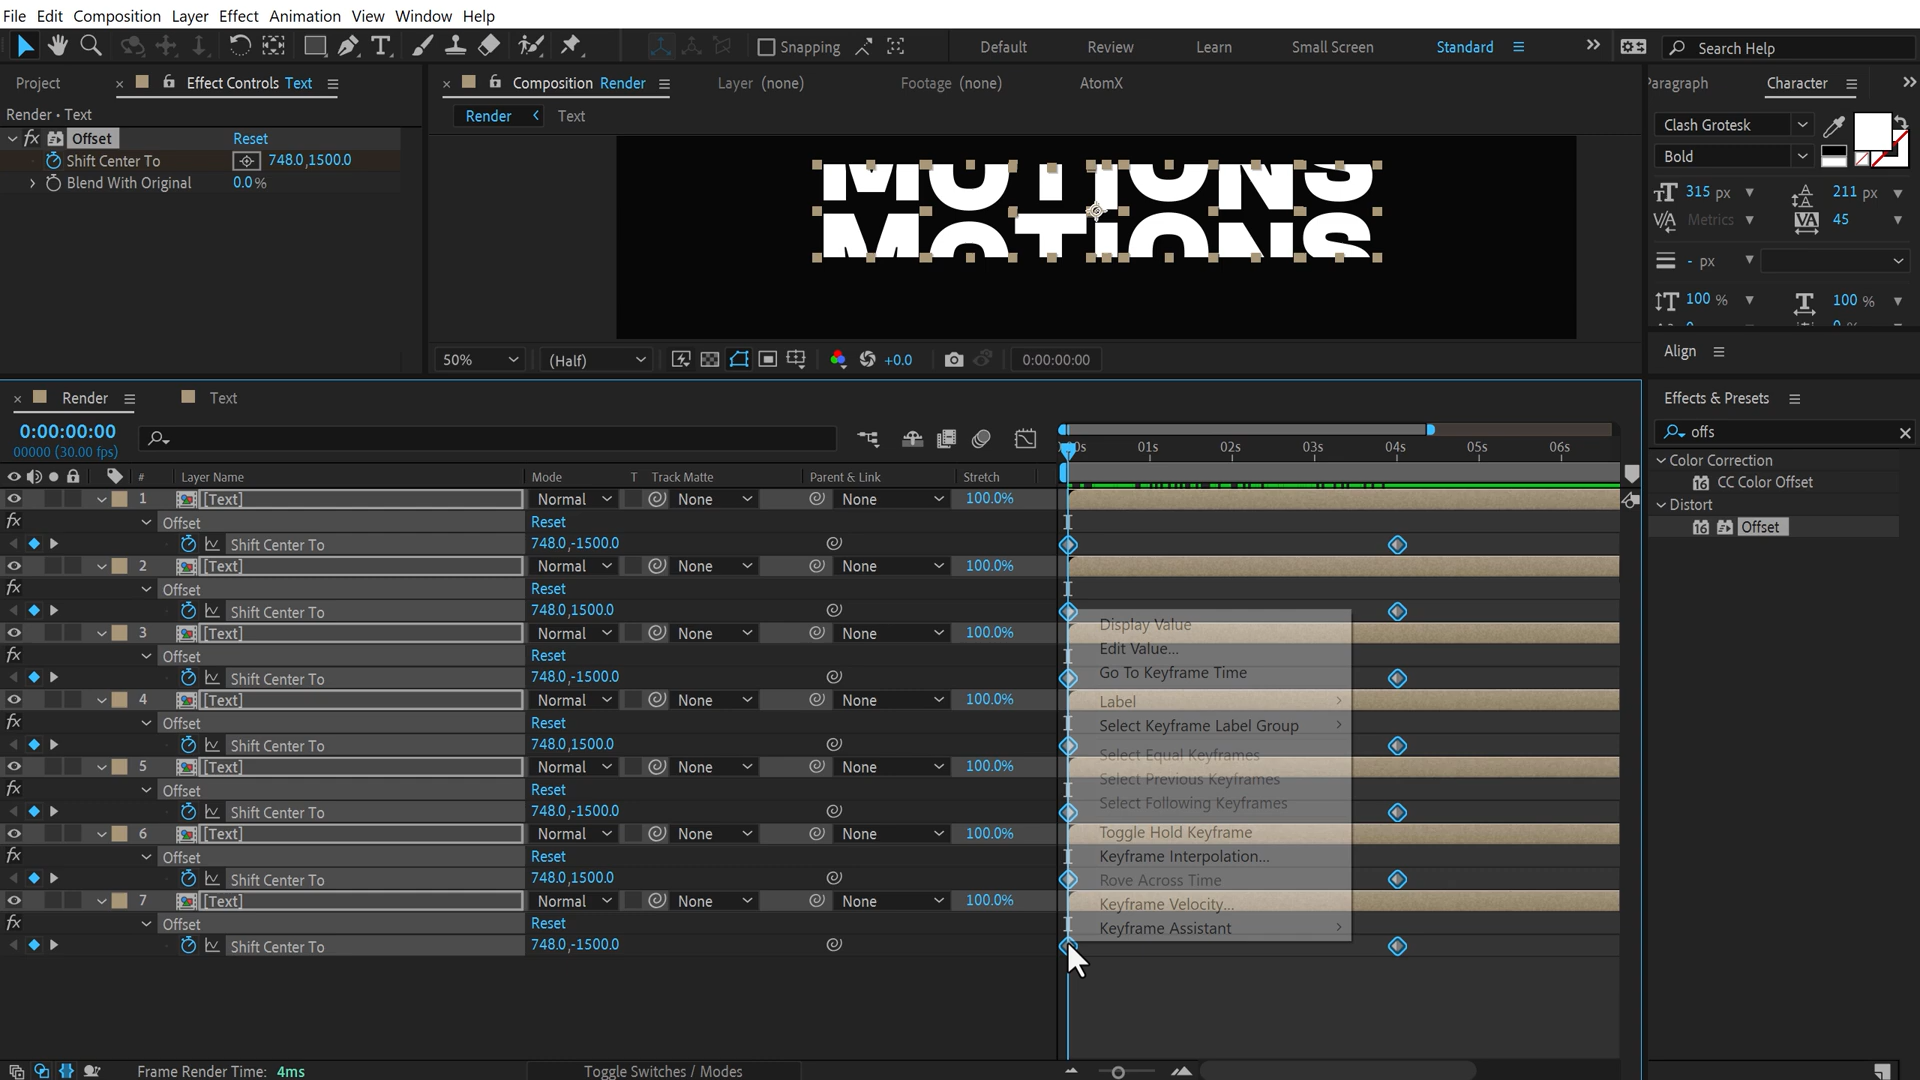 File Edit Composition Layer Effect Animation View Window Help
Snapping
Default Review Learn Small Screen Standard
Search Help
Project
Effect Controls Text
Composition Render
Layer (none)
Footage (none)
AtomX
Paragraph
Character
Render • Text
Render
Text
fx Offset Reset
Shift Center To 748.0,1500.0
Blend With Original 0.0%
MOTIONS
MOTIONS
Clash Grotesk
Bold
315 px
211 px
Metrics
45
- px
100 %
100 %
50%
(Half)
+0.0
0:00:00:00
Align
Render
Text
Effects & Presets
0:00:00:00
00000 (30.00 fps)
offs
01s 02s 03s 04s 05s 06s
Color Correction
CC Color Offset
Distort
Offset
# Layer Name Mode T Track Matte Parent & Link Stretch
1 [Text] Normal None None 100.0%
fx Offset Reset
Shift Center To 748.0,-1500.0
2 [Text] Normal None None 100.0%
fx Offset Reset
Shift Center To 748.0,1500.0
3 [Text] Normal None None 100.0%
fx Offset Reset
Shift Center To 748.0,-1500.0
4 [Text] Normal None None 100.0%
fx Offset Reset
Shift Center To 748.0,1500.0
5 [Text] Normal None None 100.0%
fx Offset Reset
Shift Center To 748.0,-1500.0
6 [Text] Normal None None 100.0%
fx Offset Reset
Shift Center To 748.0,1500.0
7 [Text] Normal None None 100.0%
fx Offset Reset
Shift Center To 748.0,-1500.0
Display Value
Edit Value...
Go To Keyframe Time
Label
Select Keyframe Label Group
Select Equal Keyframes
Select Previous Keyframes
Select Following Keyframes
Toggle Hold Keyframe
Keyframe Interpolation...
Rove Across Time
Keyframe Velocity...
Keyframe Assistant
Frame Render Time: 4ms
Toggle Switches / Modes